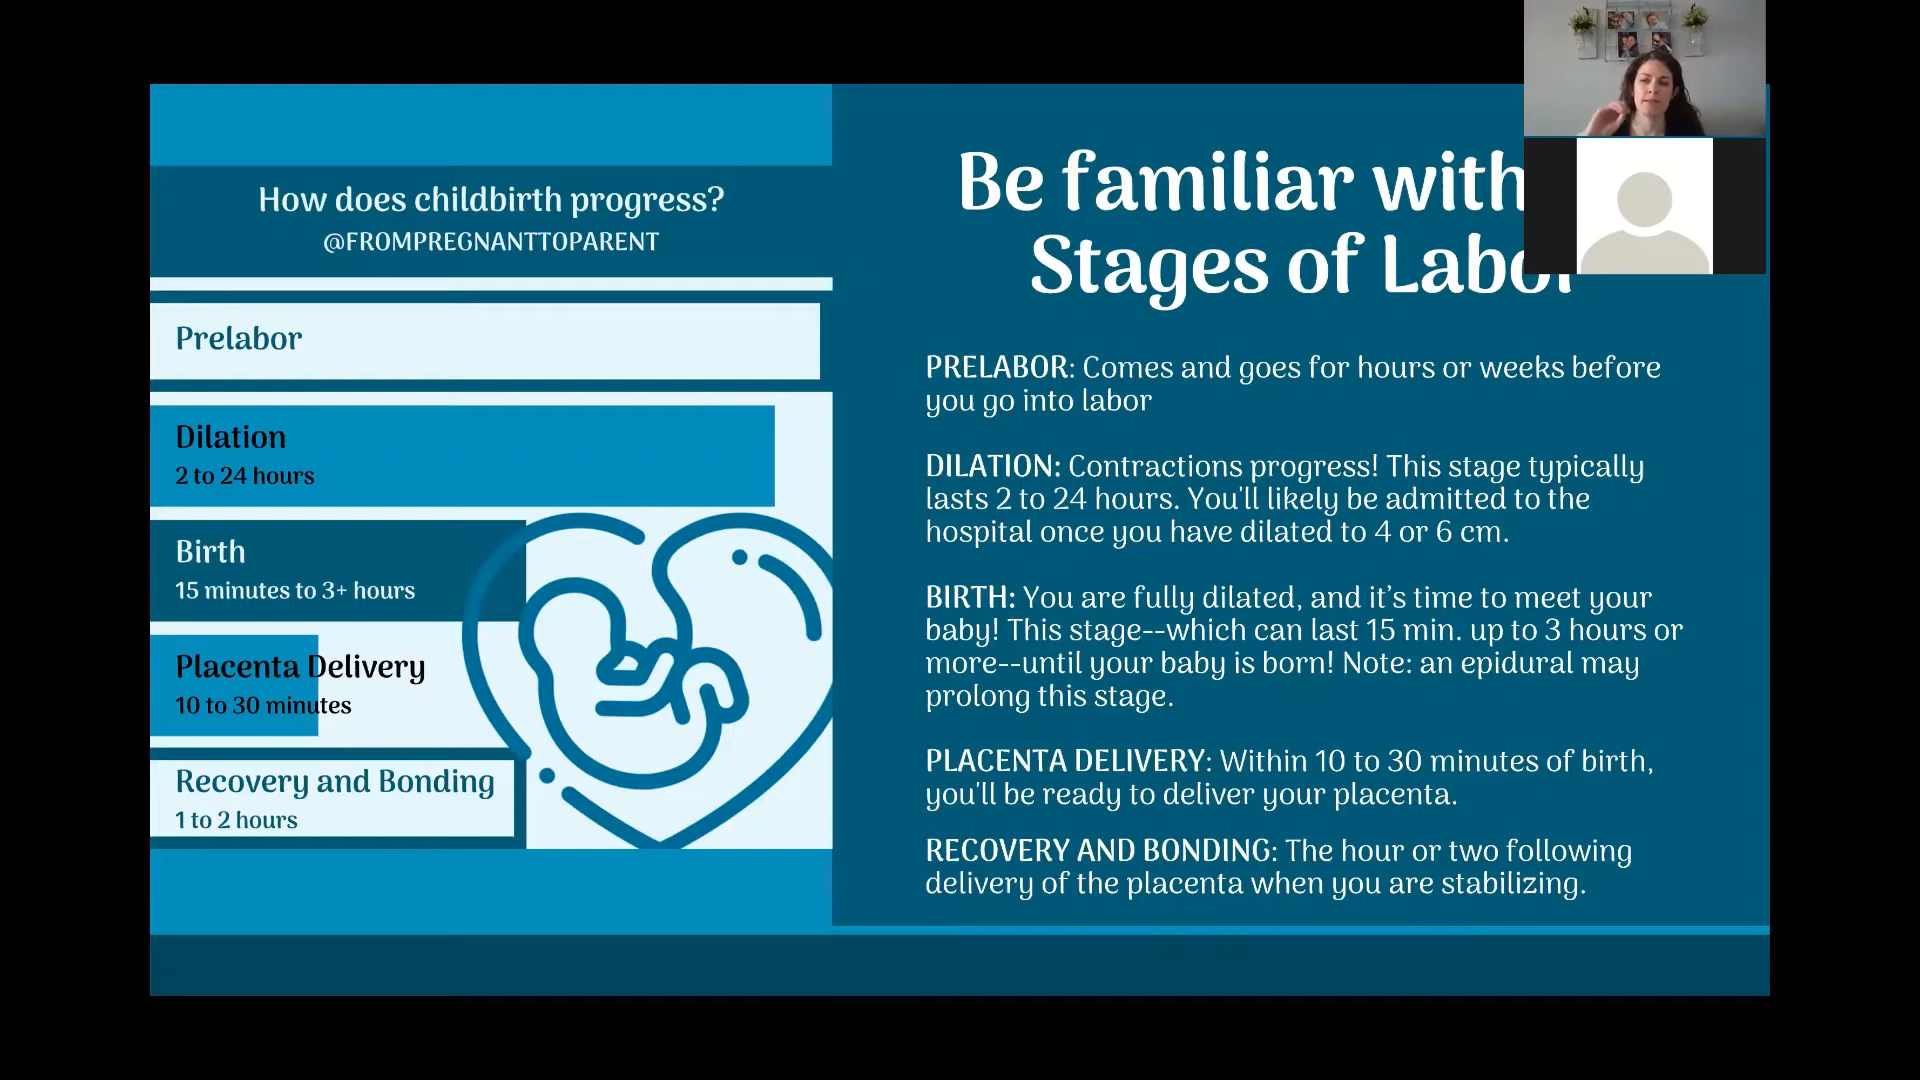 How does childbirth progress?
@FROMPREGNANTTOPARENT
Prelabor
Dilation
2 to 24 hours
Birth
15 minutes to 3+ hours
Placenta Delivery
10 to 30 minutes
Recovery and Bonding
1 to 2 hours
Be familiar with
Stages of Labor
PRELABOR: Comes and goes for hours or weeks before
you go into labor
DILATION: Contractions progress! This stage typically
lasts 2 to 24 hours. You'll likely be admitted to the
hospital once you have dilated to 4 or 6 cm.
BIRTH: You are fully dilated, and it’s time to meet your
baby! This stage--which can last 15 min. up to 3 hours or
more--until your baby is born! Note: an epidural may
prolong this stage.
PLACENTA DELIVERY: Within 10 to 30 minutes of birth,
you'll be ready to deliver your placenta.
RECOVERY AND BONDING: The hour or two following
delivery of the placenta when you are stabilizing.